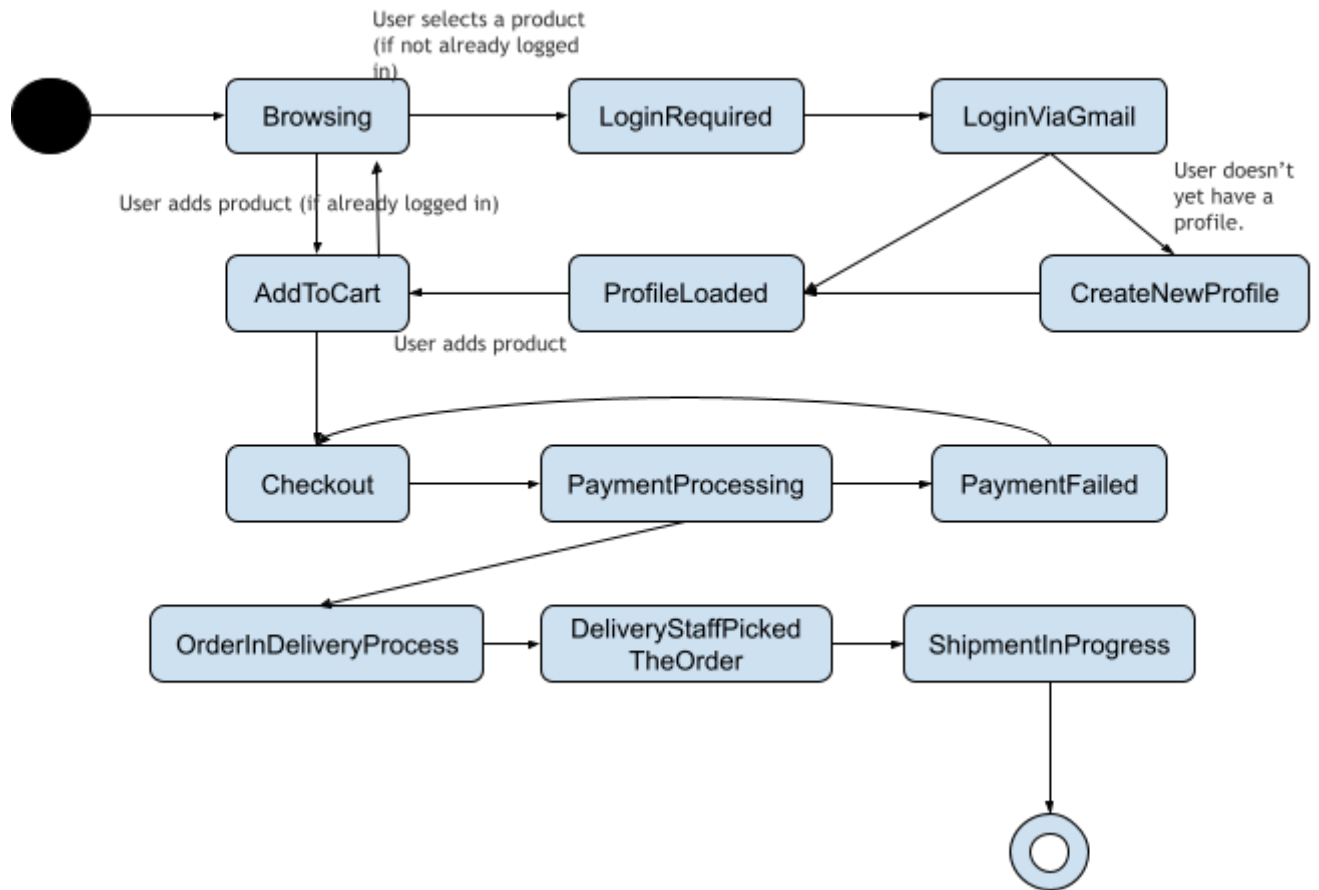 User selects a product
(if not already logged
in)
Browsing
LoginRequired
LoginViaGmail
User doesn't
yet have a
profile.
User adds product (if already logged in)
AddToCart
ProfileLoaded
CreateNewProfile
User adds product
Checkout
PaymentProcessing
PaymentFailed
OrderInDeliveryProcess
DeliveryStaffPicked
TheOrder
ShipmentInProgress